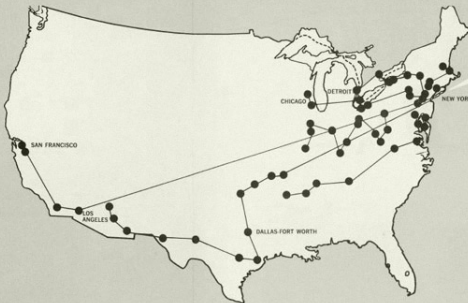 DETROIT
CHICAGO
NEW YORK
SAN FRANCISCO
LOS
ANGELES
DALLAS-FORT WORTH